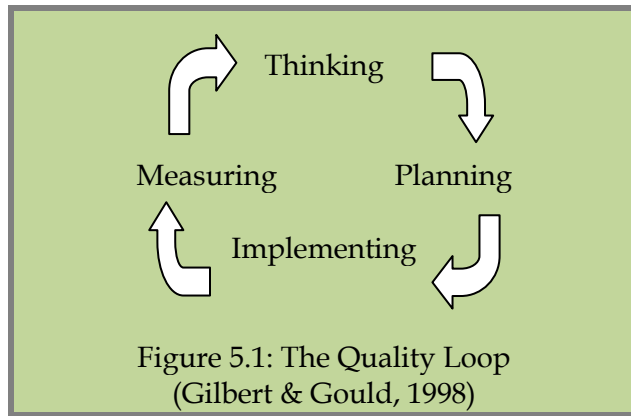 Thinking
Measuring Planning
Implementing
Figure 5.1: The Quality Loop
(Gilbert & Gould, 1998)